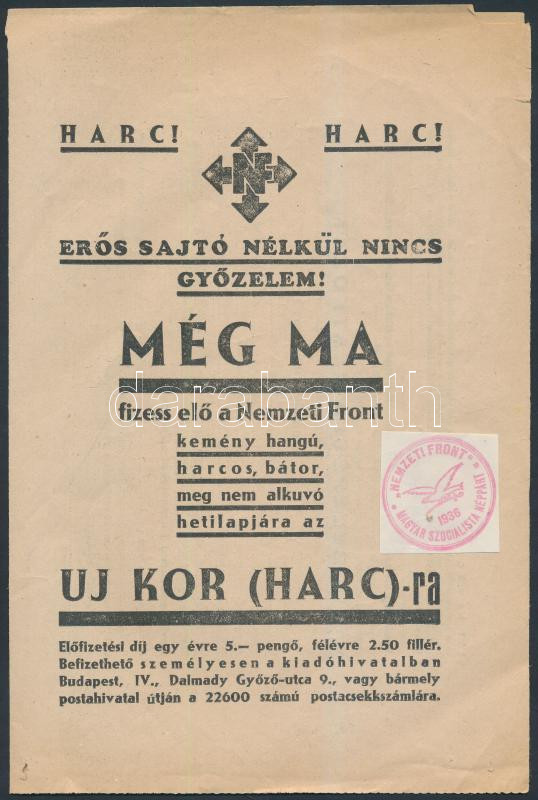 HARC! HARC!
NF
ERŐS SAJTÓ NÉLKÜL NINCS
GYŐZELEM!
MÉG MA
fizess elő a Nemzeti Front
kemény hangú,
harcos, bátor,
meg nem alkuvó
hetilapjára az
UJ KOR (HARC)-ra
Előfizetési díj egy évre 5.— pengő, félévre 2.50 fillér.
Befizethető személyesen a kiadóhivatalban
Budapest, IV., Dalmady Győző-utca 9., vagy bármely
postahivatal útján a 22600 számú postacsekkszámlára.
"NEMZETI FRONT"
1936
MAGYAR SZOCIALISTA NÉPPÁRT
darabanth